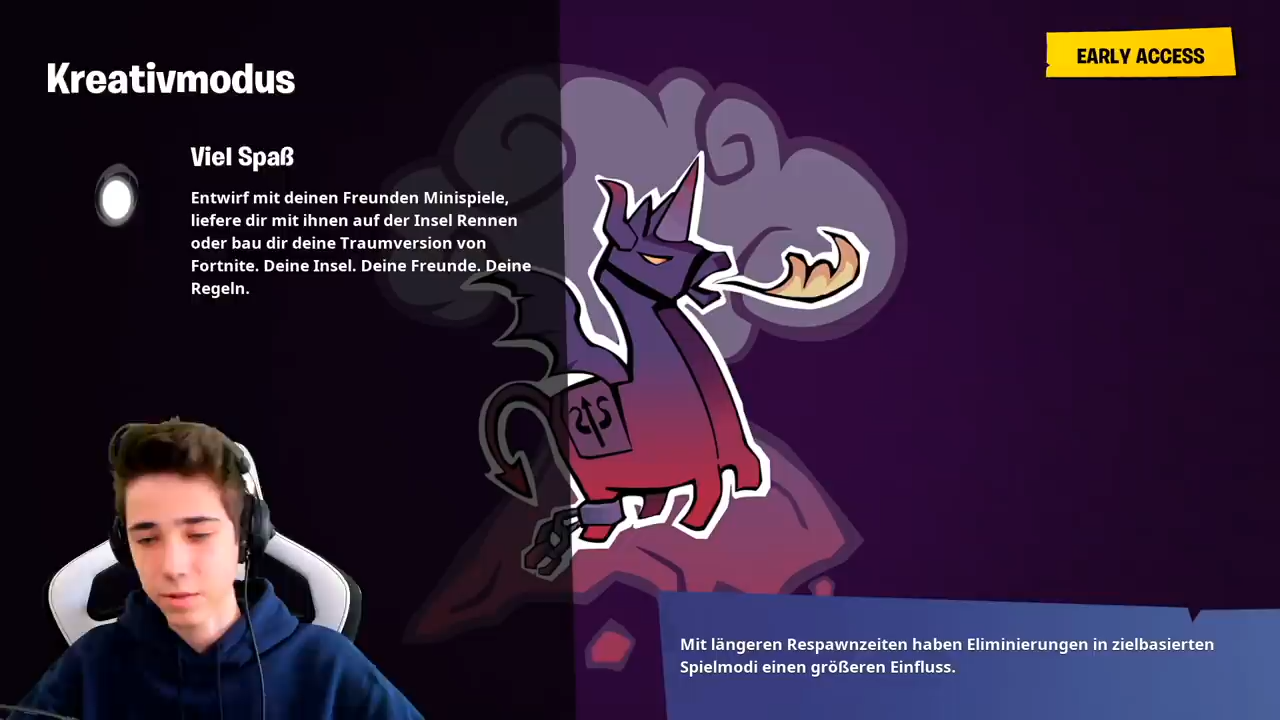 Kreativmodus
EARLY ACCESS
Viel Spaß
Entwirf mit deinen Freunden Minispiele,
liefere dir mit ihnen auf der Insel Rennen
oder bau dir deine Traumversion von
Fortnite. Deine Insel. Deine Freunde. Deine
Regeln.
Mit längeren Respawnzeiten haben Eliminierungen in zielbasierten
Spielmodi einen größeren Einfluss.